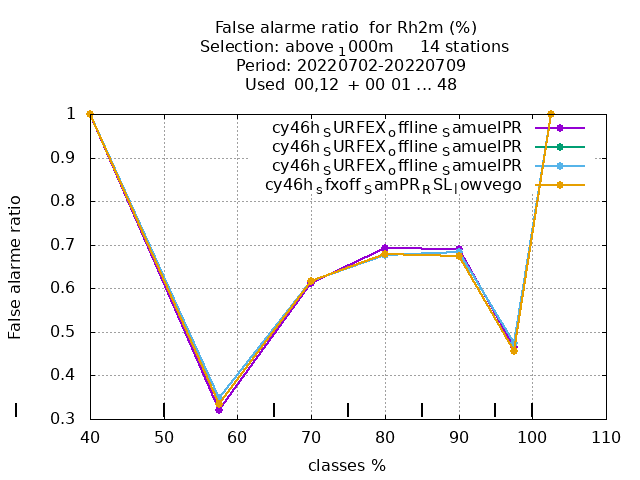 False alarme ratio  for Rh2m (%)
Selection: above 1000m     14 stations
Period: 20220702-20220709
Used  00,12  + 00 01 ... 48
cy46h SURFEX offline SamuelPR
cy46h SURFEX offline SamuelPR
cy46h SURFEX offline SamuelPR
cy46h sfxoff SamPR RSL lowvego
1
0.9
0.8
0.7
0.6
0.5
0.4
0.3
False alarme ratio
40 50 60 70 80 90 100 110
classes %